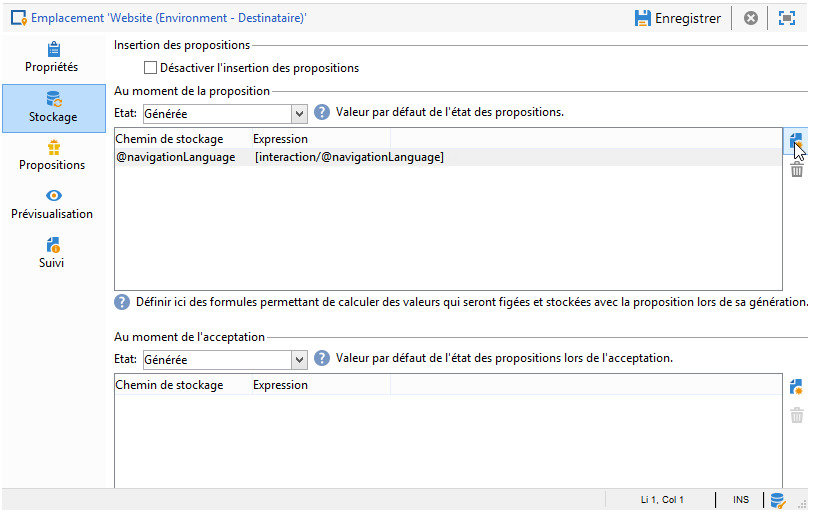 Emplacement 'Website (Environment - Destinataire)'
Enregistrer
Propriétés
Stockage
Propositions
Prévisualisation
Suivi
Insertion des propositions
Désactiver l'insertion des propositions
Au moment de la proposition
Etat: Générée ? Valeur par défaut de l'état des propositions.
Chemin de stockage Expression
@navigationLanguage [interaction/@navigationLanguage]
? Définir ici des formules permettant de calculer des valeurs qui seront figées et stockées avec la proposition lors de sa génération.
Au moment de l'acceptation
Etat: Générée ? Valeur par défaut de l'état des propositions lors de l'acceptation.
Chemin de stockage Expression
Li 1, Col 1 INS